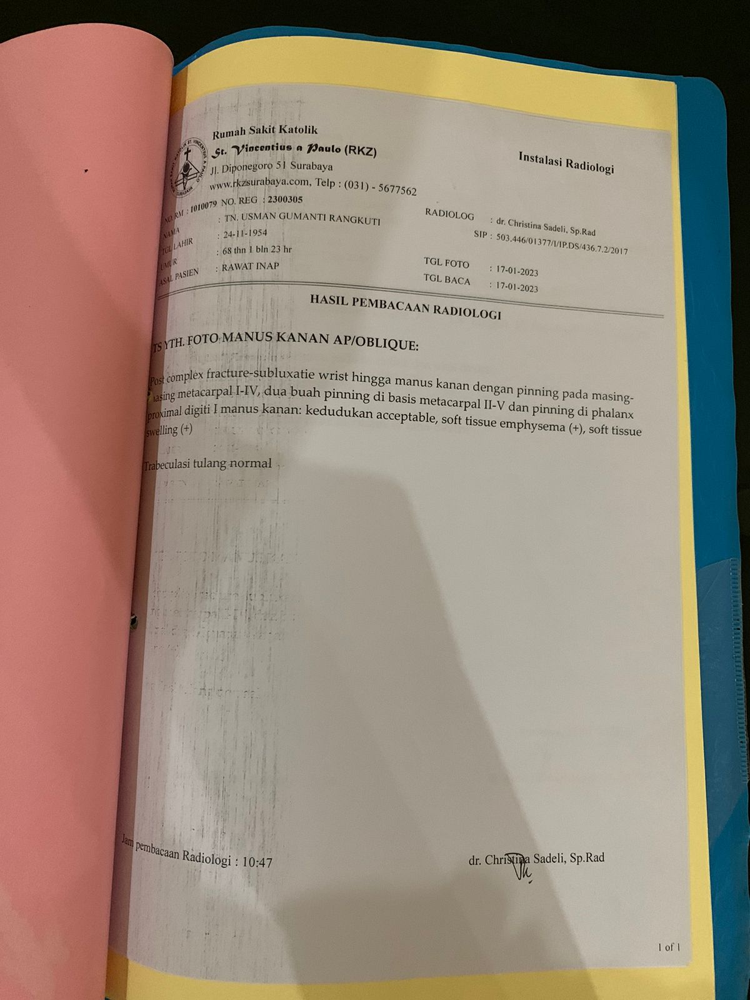 Rumah Sakit Katolik
St. Vincentius a Paulo (RKZ)
Jl. Diponegoro 51 Surabaya
www.rkzsurabaya.com, Telp : (031) - 5677562
Instalasi Radiologi
RUMAH SAKIT KATOLIK ST. VINCENTIUS A PAULO
SURABAYA
NO. RM : 1010079 NO. REG : 2300305
NAMA : TN. USMAN GUMANTI RANGKUTI
TGL LAHIR : 24-11-1954
UMUR : 68 thn 1 bln 23 hr
ASAL PASIEN : RAWAT INAP
RADIOLOG : dr. Christina Sadeli, Sp.Rad
SIP : 503.446/01377/I/IP.DS/436.7.2/2017
TGL FOTO : 17-01-2023
TGL BACA : 17-01-2023
HASIL PEMBACAAN RADIOLOGI
TS YTH. FOTO MANUS KANAN AP/OBLIQUE:
Post complex fracture-subluxatie wrist hingga manus kanan dengan pinning pada masing-
masing metacarpal I-IV, dua buah pinning di basis metacarpal II-V dan pinning di phalanx
proximal digiti I manus kanan: kedudukan acceptable, soft tissue emphysema (+), soft tissue
swelling (+)
Trabeculasi tulang normal
Jam pembacaan Radiologi : 10:47
dr. Christina Sadeli, Sp.Rad
1 of 1